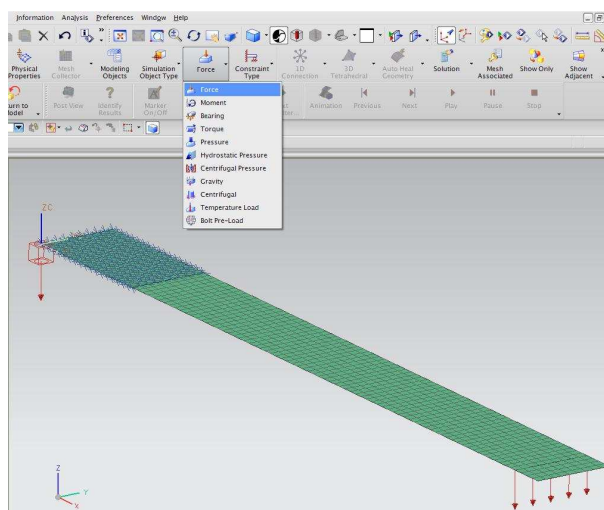 Information Analysis Preferences Window Help
Physical Properties
Mesh Collector
Modeling Objects
Simulation Object Type
Force
Constraint Type
1D Connection
3D Tetrahedral
Auto Heal Geometry
Solution
Mesh Associated
Show Only
Show Adjacent
Post View
Identify Results
Marker On/Off
Animation
Previous
Next
Play
Pause
Stop
Force
Moment
Bearing
Torque
Pressure
Hydrostatic Pressure
Centrifugal Pressure
Gravity
Centrifugal
Temperature Load
Bolt Pre-Load
ZC
Z
Y
X